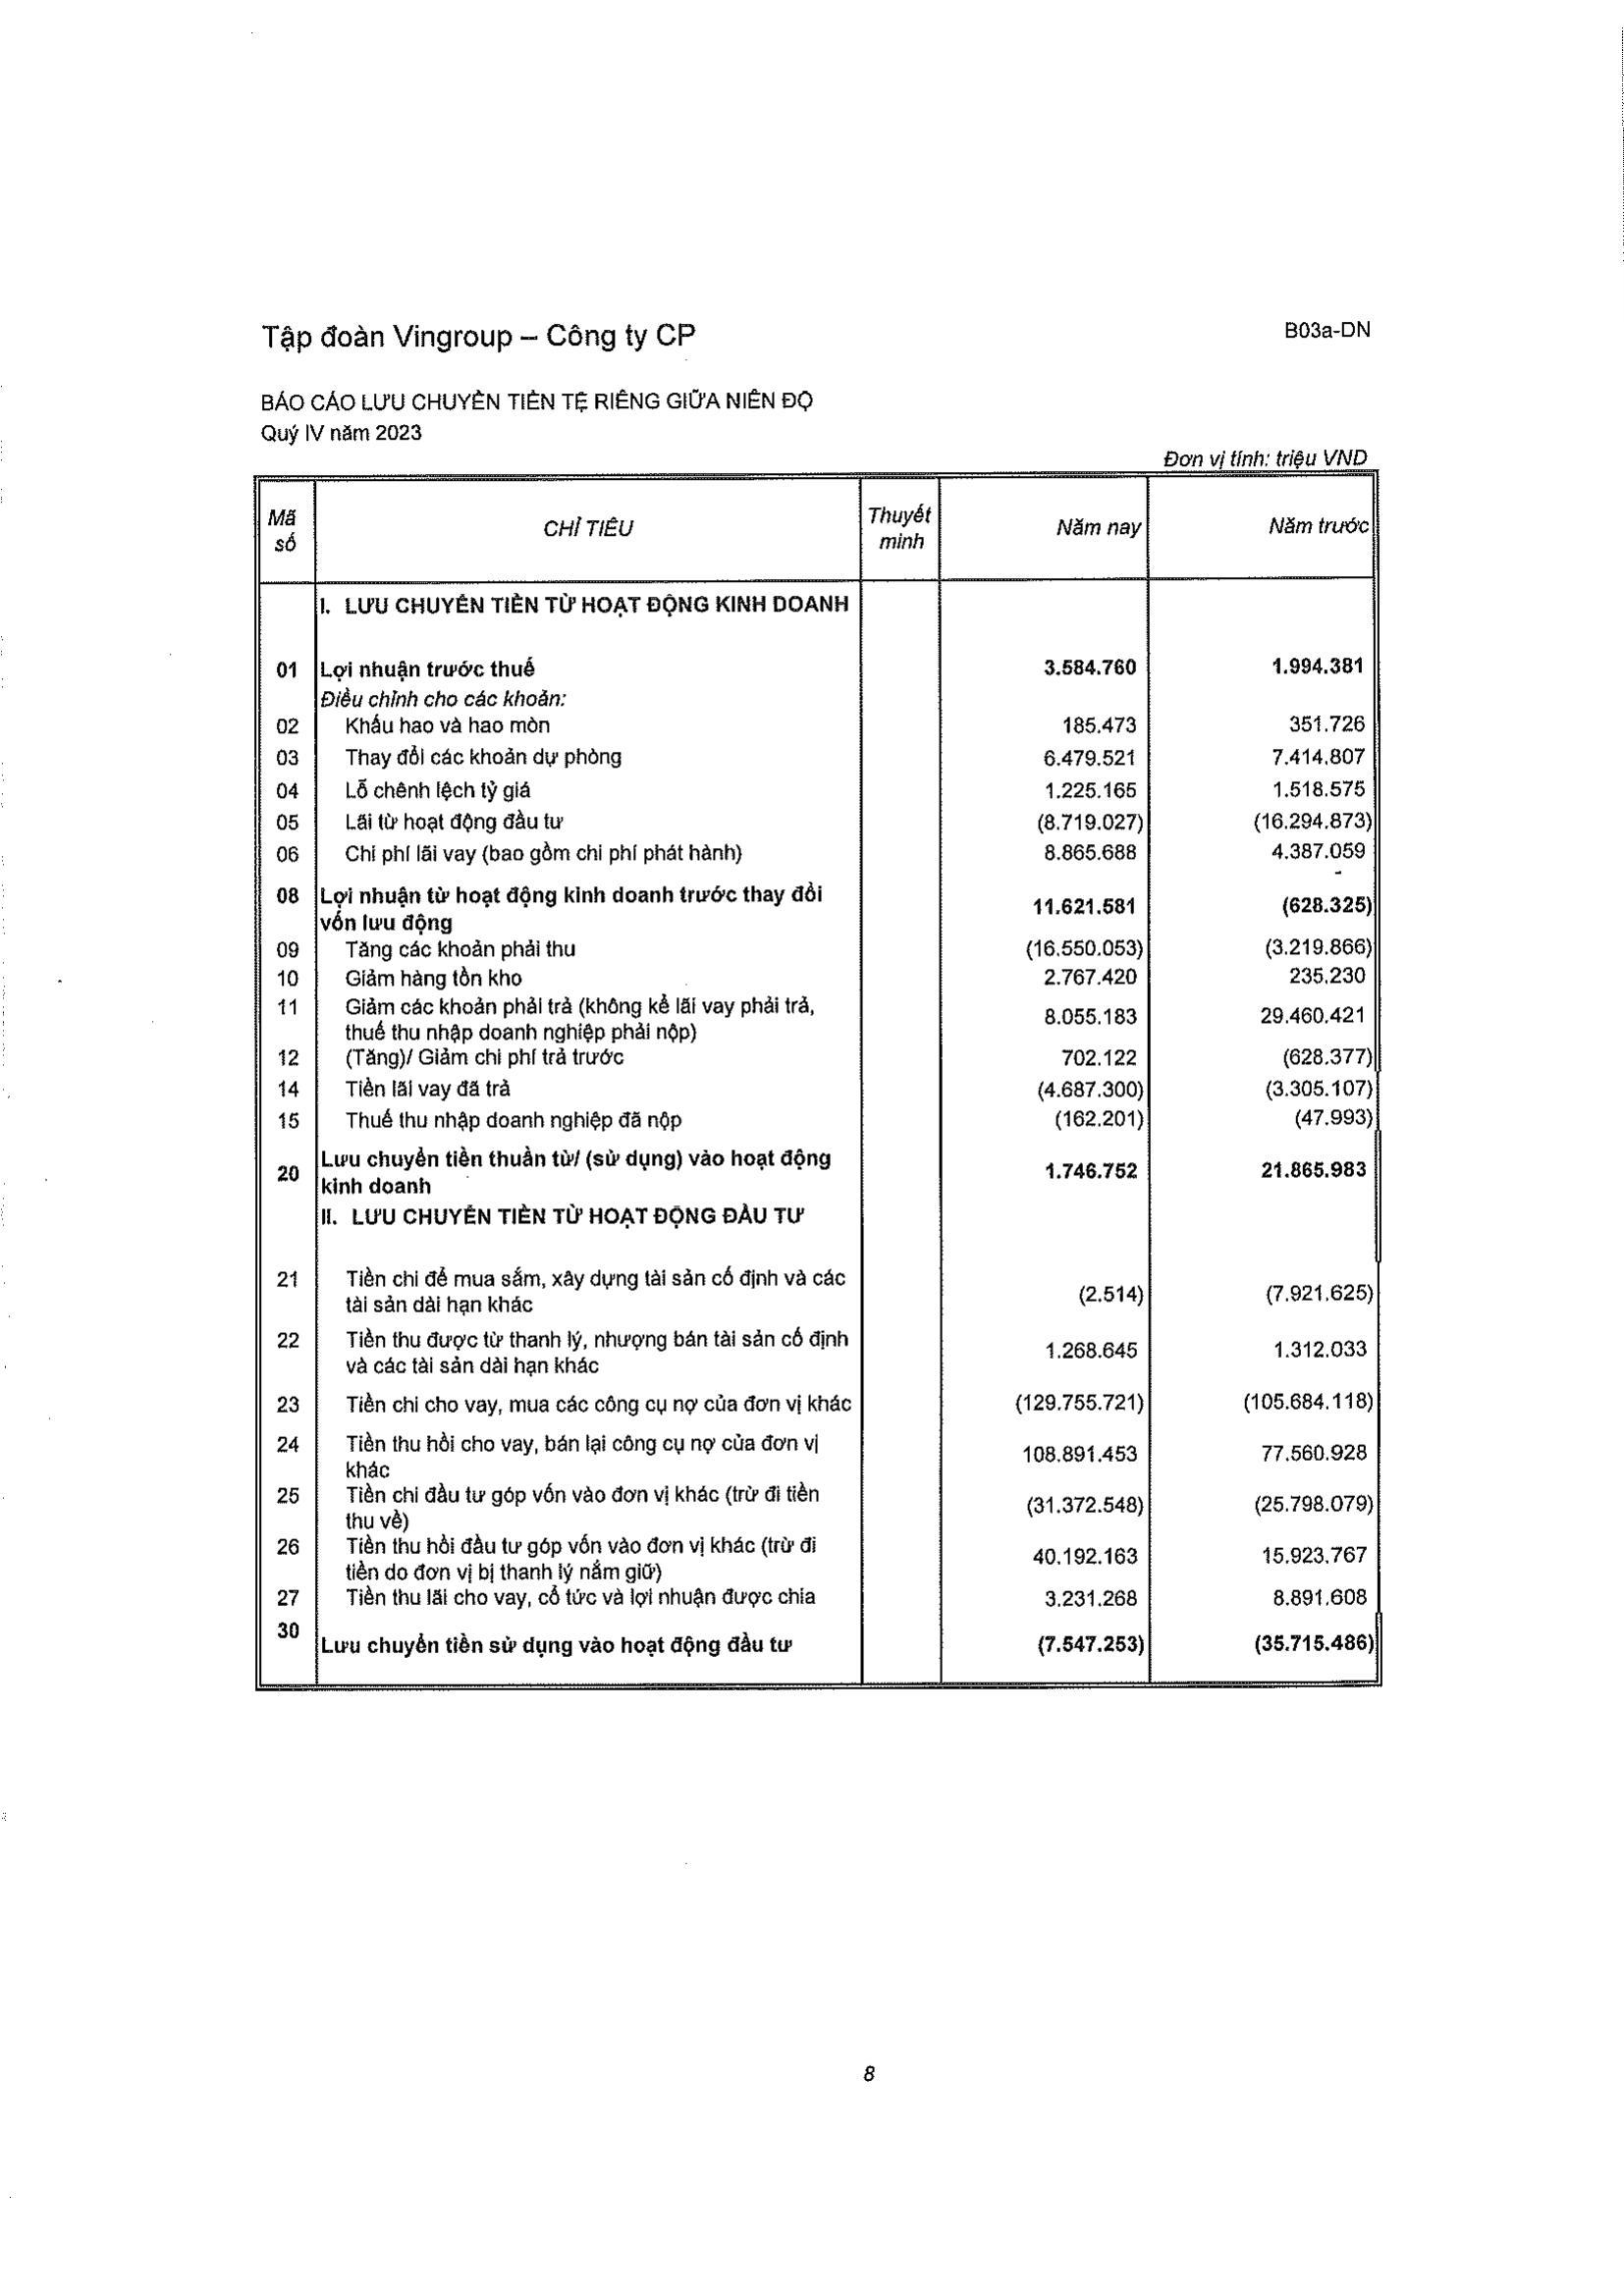 Tập đoàn Vingroup – Công ty CP
B03a-DN
BÁO CÁO LƯU CHUYỂN TIỀN TỆ RIÊNG GIỮA NIÊN ĐỘ
Quý IV năm 2023
Đơn vị tính: triệu VND
Mã số CHỈ TIÊU Thuyết minh Năm nay Năm trước
I. LƯU CHUYỂN TIỀN TỪ HOẠT ĐỘNG KINH DOANH
01 Lợi nhuận trước thuế 3.584.760 1.994.381
Điều chỉnh cho các khoản:
02 Khấu hao và hao mòn 185.473 351.726
03 Thay đổi các khoản dự phòng 6.479.521 7.414.807
04 Lỗ chênh lệch tỷ giá 1.225.165 1.518.575
05 Lãi từ hoạt động đầu tư (8.719.027) (16.294.873)
06 Chi phí lãi vay (bao gồm chi phí phát hành) 8.865.688 4.387.059
08 Lợi nhuận từ hoạt động kinh doanh trước thay đổi
vốn lưu động 11.621.581 (628.325)
09 Tăng các khoản phải thu (16.550.053) (3.219.866)
10 Giảm hàng tồn kho 2.767.420 235.230
11 Giảm các khoản phải trả (không kể lãi vay phải trả,
thuế thu nhập doanh nghiệp phải nộp) 8.055.183 29.460.421
12 (Tăng)/ Giảm chi phí trả trước 702.122 (628.377)
14 Tiền lãi vay đã trả (4.687.300) (3.305.107)
15 Thuế thu nhập doanh nghiệp đã nộp (162.201) (47.993)
20 Lưu chuyển tiền thuần từ/ (sử dụng) vào hoạt động
kinh doanh 1.746.752 21.865.983
II. LƯU CHUYỂN TIỀN TỪ HOẠT ĐỘNG ĐẦU TƯ
21 Tiền chi để mua sắm, xây dựng tài sản cố định và các
tài sản dài hạn khác (2.514) (7.921.625)
22 Tiền thu được từ thanh lý, nhượng bán tài sản cố định
và các tài sản dài hạn khác 1.268.645 1.312.033
23 Tiền chi cho vay, mua các công cụ nợ của đơn vị khác (129.755.721) (105.684.118)
24 Tiền thu hồi cho vay, bán lại công cụ nợ của đơn vị
khác 108.891.453 77.560.928
25 Tiền chi đầu tư góp vốn vào đơn vị khác (trừ đi tiền
thu về) (31.372.548) (25.798.079)
26 Tiền thu hồi đầu tư góp vốn vào đơn vị khác (trừ đi
tiền do đơn vị bị thanh lý nắm giữ) 40.192.163 15.923.767
27 Tiền thu lãi cho vay, cổ tức và lợi nhuận được chia 3.231.268 8.891.608
30 Lưu chuyển tiền sử dụng vào hoạt động đầu tư (7.547.253) (35.715.486)
8